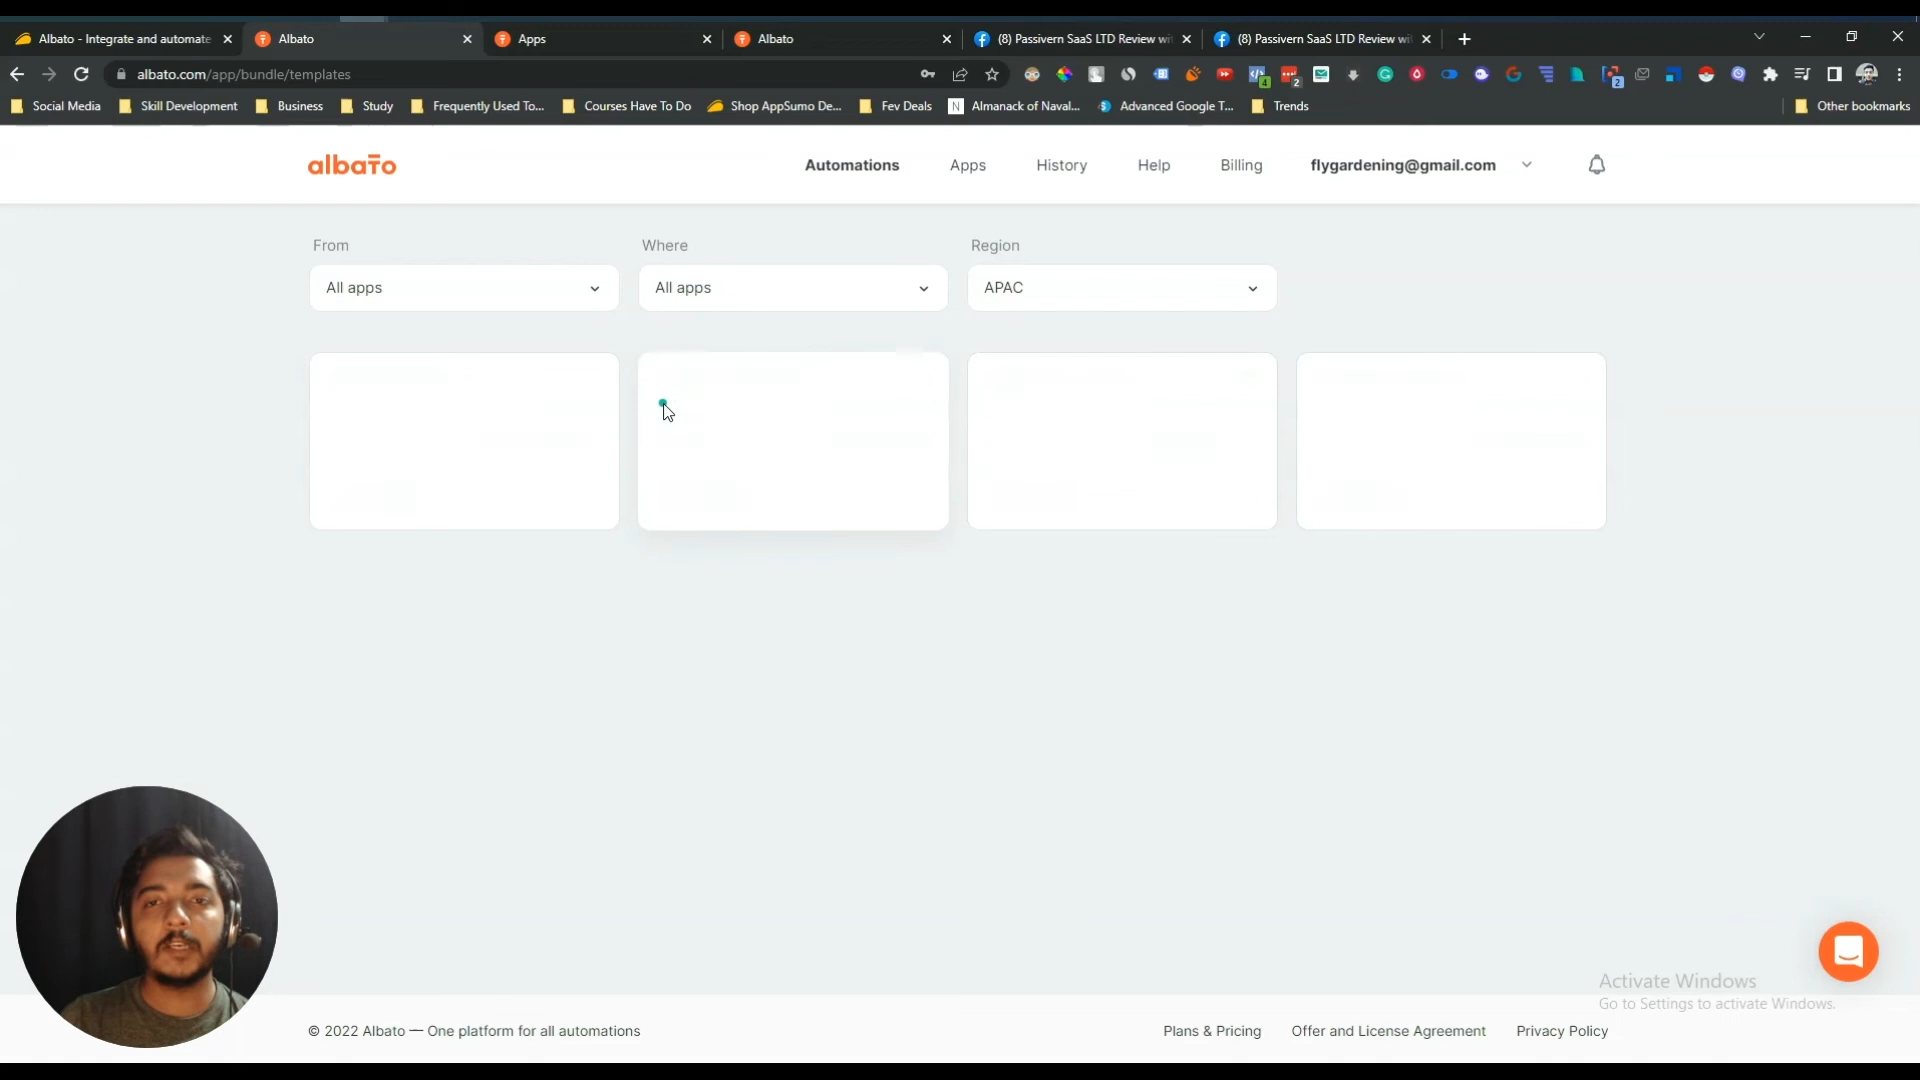 Albato - Integrate and automate
Albato
Apps
Albato
(8) Passivern SaaS LTD Review wi
(8) Passivern SaaS LTD Review wi
albato.com/app/bundle/templates
Social Media
Skill Development
Business
Study
Frequently Used To...
Courses Have To Do
Shop AppSumo De...
Fev Deals
Almanack of Naval...
Advanced Google T...
Trends
Other bookmarks
albato
Automations
Apps
History
Help
Billing
flygardening@gmail.com
From
Where
Region
All apps
All apps
APAC
Activate Windows
Go to Settings to activate Windows.
© 2022 Albato — One platform for all automations
Plans & Pricing
Offer and License Agreement
Privacy Policy